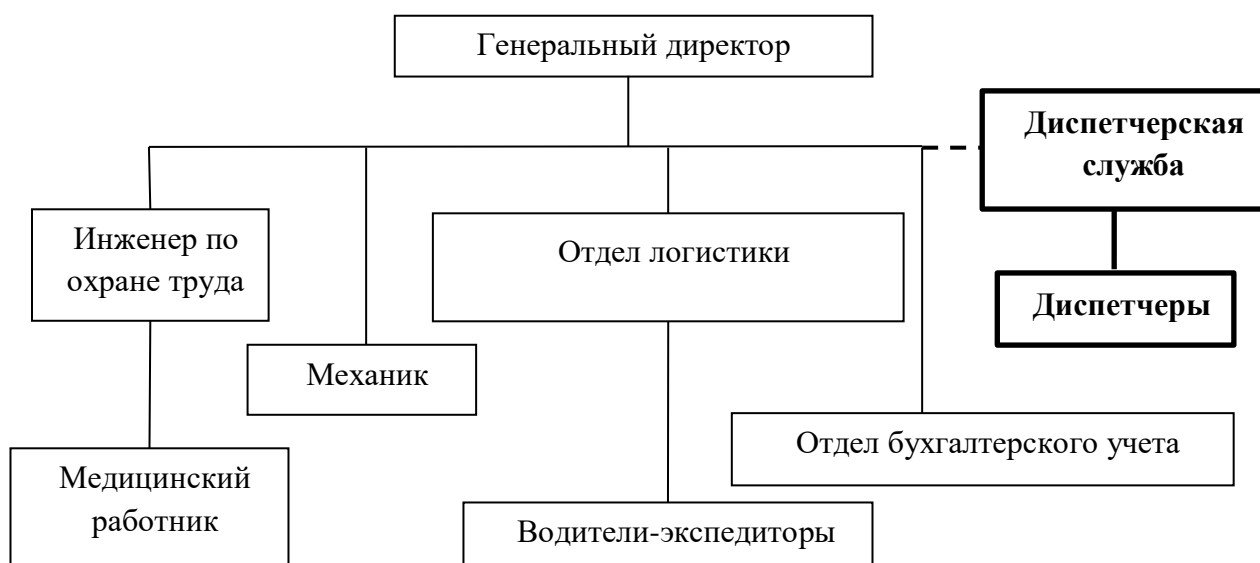 Генеральный директор
Диспетчерская
служба
Инженер по
охране труда
Отдел логистики
Диспетчеры
Механик
Отдел бухгалтерского учета
Медицинский
работник
Водители-экспедиторы